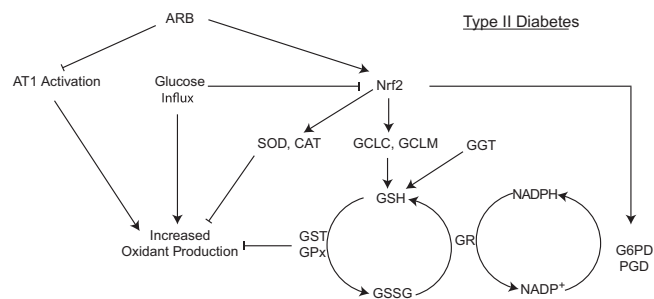 ARB
Type II Diabetes
AT1 Activation
Glucose
Influx
Nrf2
SOD, CAT
GCLC, GCLM
GGT
GSH
NADPH
Increased
Oxidant Production
GST
GPx
GR
G6PD
PGD
GSSG
NADP⁺